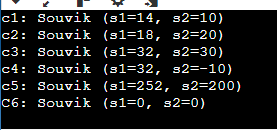 c1: Souvik (s1=14, s2=10)
c2: Souvik (s1=18, s2=20)
c3: Souvik (s1=32, s2=30)
c4: Souvik (s1=32, s2=-10)
c5: Souvik (s1=252, s2=200)
C6: Souvik (s1=0, s2=0)